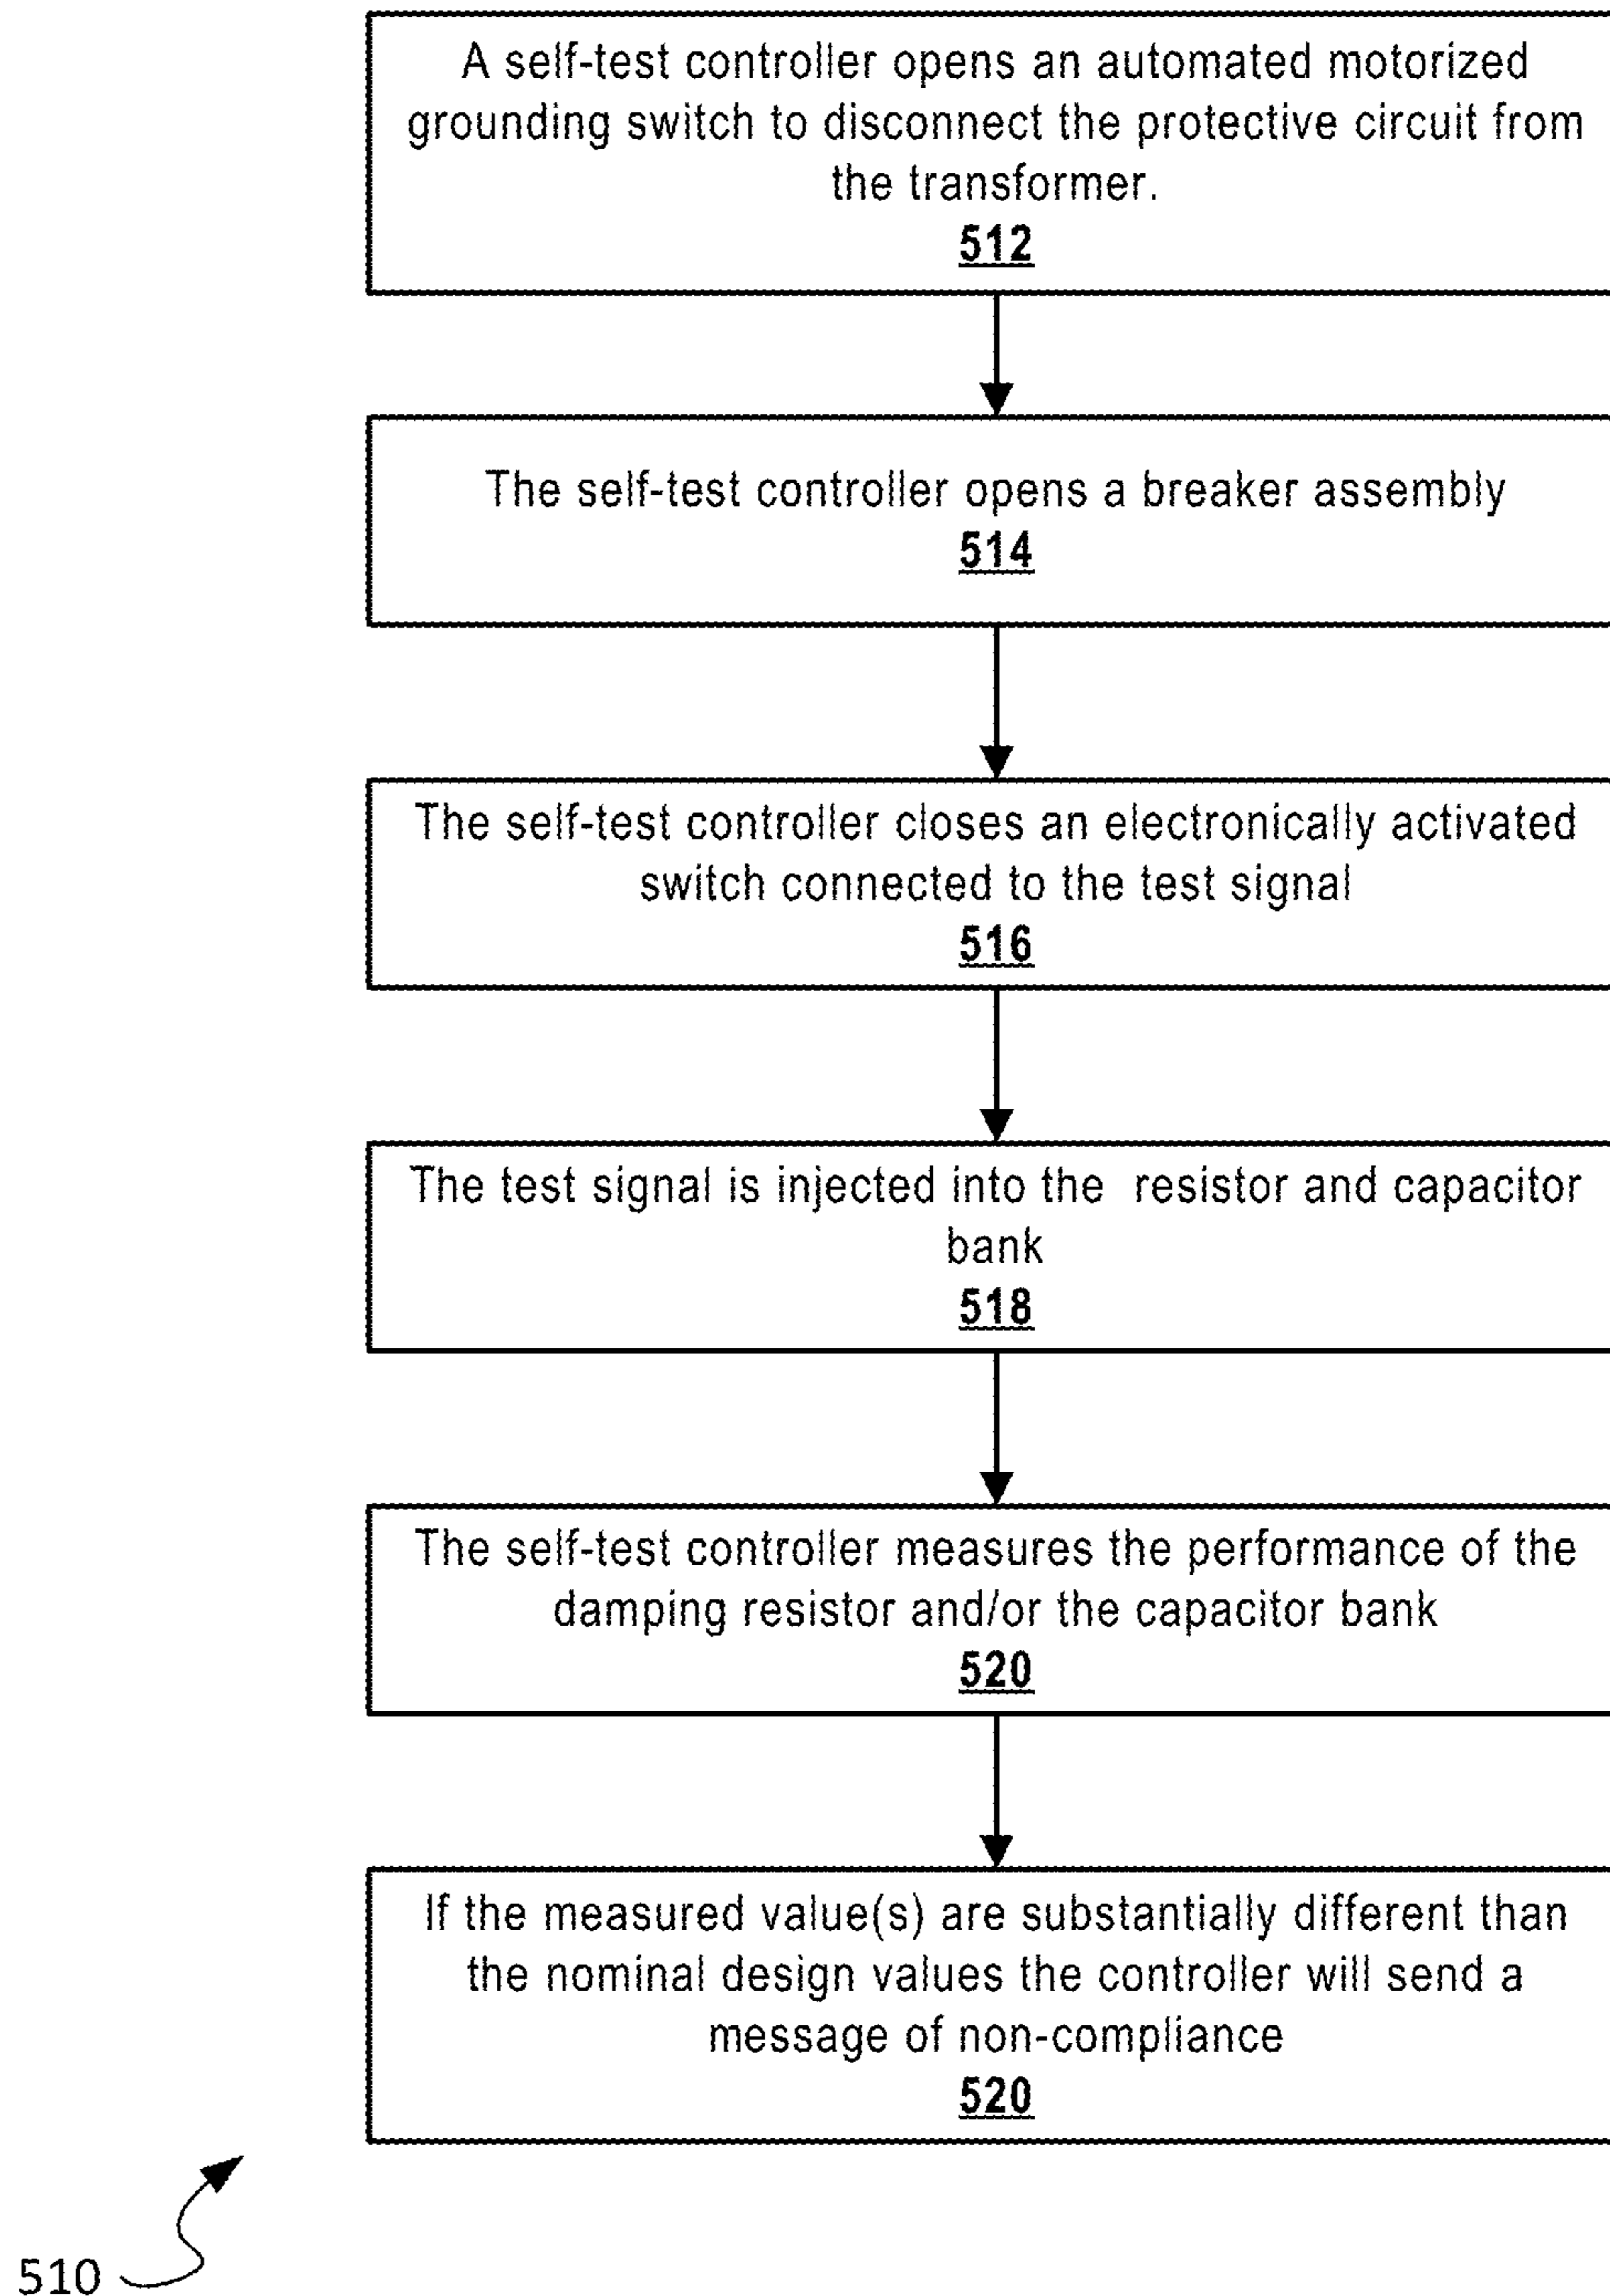 A self-test controller opens an automated motorized
grounding switch to disconnect the protective circuit from
the transformer.
512
The self-test controller opens a breaker assembly
514
The self-test controller closes an electronically activated
switch connected to the test signal
516
The test signal is injected into the resistor and capacitor
bank
518
The self-test controller measures the performance of the
damping resistor and/or the capacitor bank
520
If the measured value(s) are substantially different than
the nominal design values the controller will send a
message of non-compliance
520
510